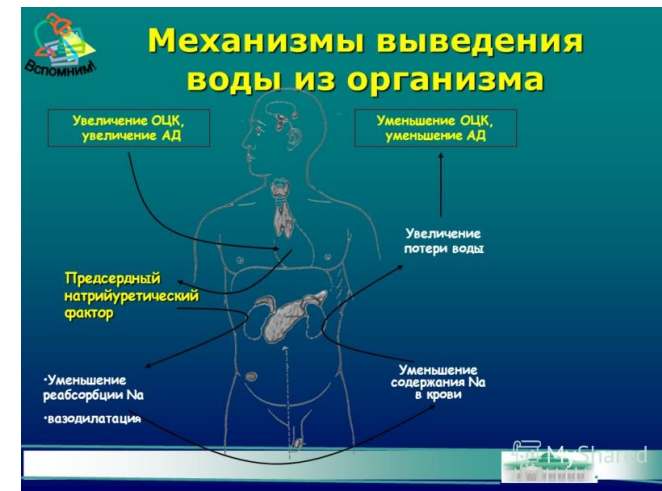 Вспомним!
Механизмы выведения
воды из организма
Увеличение ОЦК,
увеличение АД
Уменьшение ОЦК,
уменьшение АД
Увеличение
потери воды
Предсердный
натрийуретический
фактор
•Уменьшение
реабсорбции Na
•вазодилатация
Уменьшение
содержания Na
в крови
MyShared